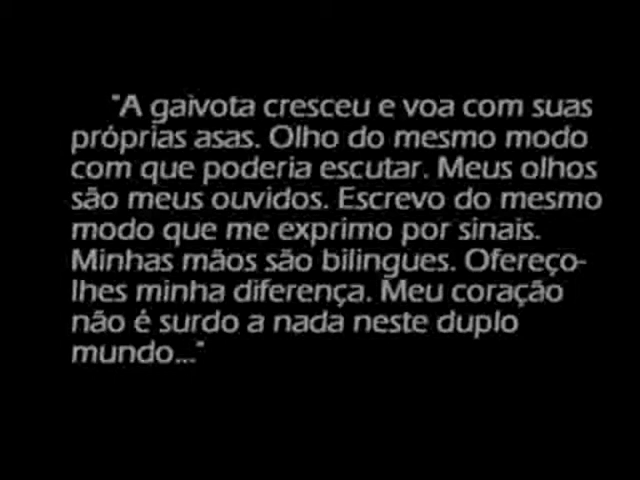 "A gaivota cresceu e voa com suas
próprias asas. Olho do mesmo modo
com que poderia escutar. Meus olhos
são meus ouvidos. Escrevo do mesmo
modo que me exprimo por sinais.
Minhas mãos são bilingues. Ofereço-
lhes minha diferença. Meu coração
não é surdo a nada neste duplo
mundo..."